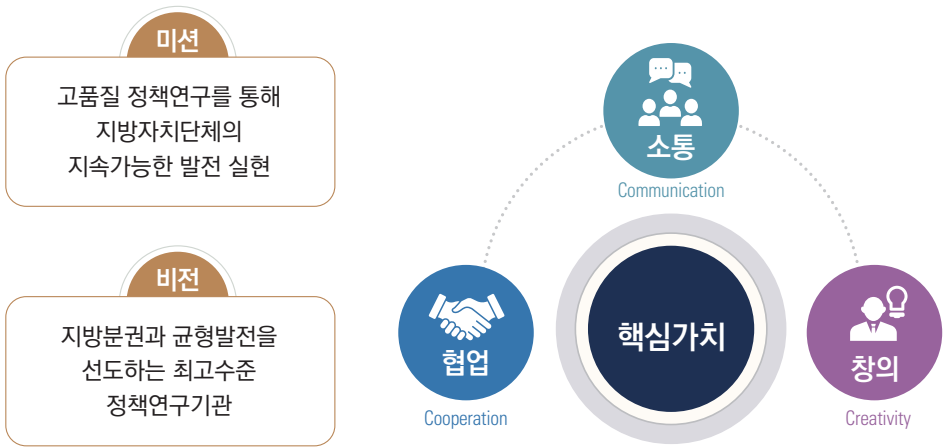 미션
고품질 정책연구를 통해
지방자치단체의
지속가능한 발전 실현
비전
지방분권과 균형발전을
선도하는 최고수준
정책연구기관
소통
Communication
협업
Cooperation
핵심가치
창의
Creativity